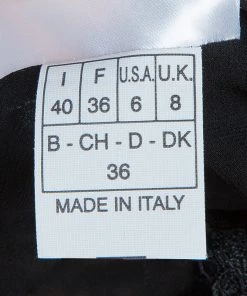 I F U.S.A. U.K.
40 36 6 8
B - CH - D - DK
36
MADE IN ITALY